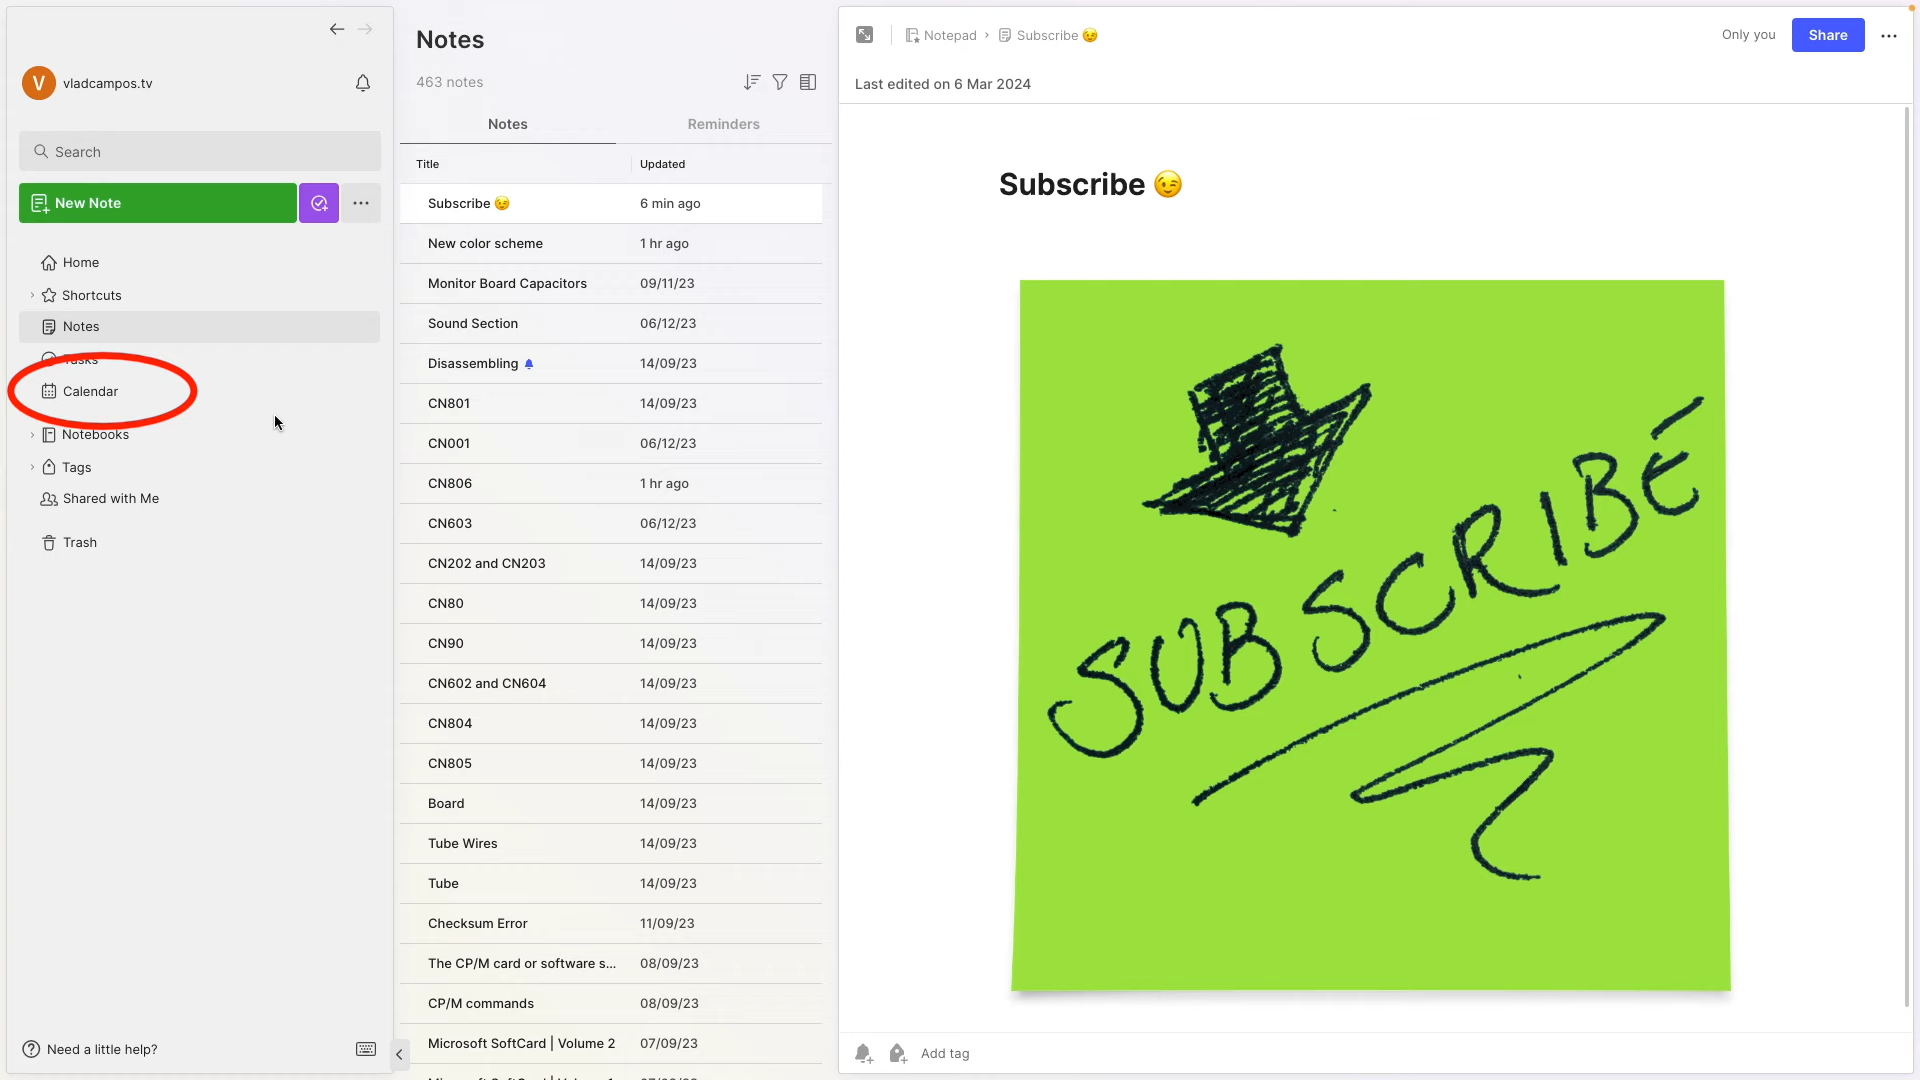 V
vladcampos.tv
Search
New Note
Home
Shortcuts
Notes
Tasks
Calendar
Notebooks
Tags
Shared with Me
Trash
Need a little help?
Notes
463 notes
Notes Reminders
Title Updated
Subscribe 😉 6 min ago
New color scheme 1 hr ago
Monitor Board Capacitors 09/11/23
Sound Section 06/12/23
Disassembling 14/09/23
CN801 14/09/23
CN001 06/12/23
CN806 1 hr ago
CN603 06/12/23
CN202 and CN203 14/09/23
CN80 14/09/23
CN90 14/09/23
CN602 and CN604 14/09/23
CN804 14/09/23
CN805 14/09/23
Board 14/09/23
Tube Wires 14/09/23
Tube 14/09/23
Checksum Error 11/09/23
The CP/M card or software s... 08/09/23
CP/M commands 08/09/23
Microsoft SoftCard | Volume 2 07/09/23
Notepad › Subscribe 😉
Only you
Share
Last edited on 6 Mar 2024
Subscribe 😉
SUBSCRIBE
Add tag